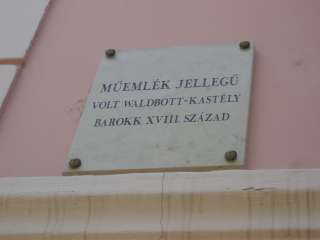 MŰEMLÉK JELLEGŰ
VOLT WALDBOTT-KASTÉLY
BAROKK XVIII. SZÁZAD